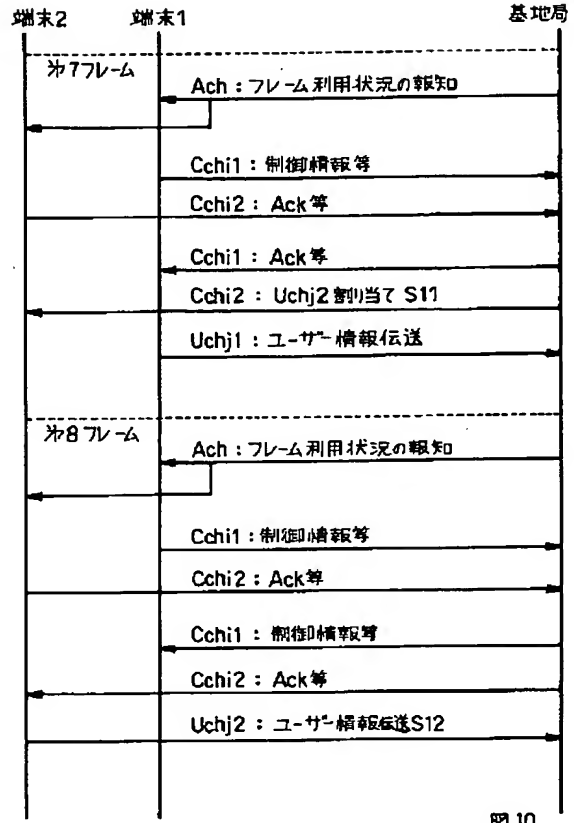 端末2 端末1 基地局
第7フレーム
Ach：フレーム利用状況の報知
Cchi1：制御情報等
Cchi2：Ack等
Cchi1：Ack等
Cchi2：Uchj2割り当て S11
Uchj1：ユーザー情報伝送
第8フレーム
Ach：フレーム利用状況の報知
Cchi1：制御情報等
Cchi2：Ack等
Cchi1：制御情報等
Cchi2：Ack等
Uchj2：ユーザー情報伝送S12
図10